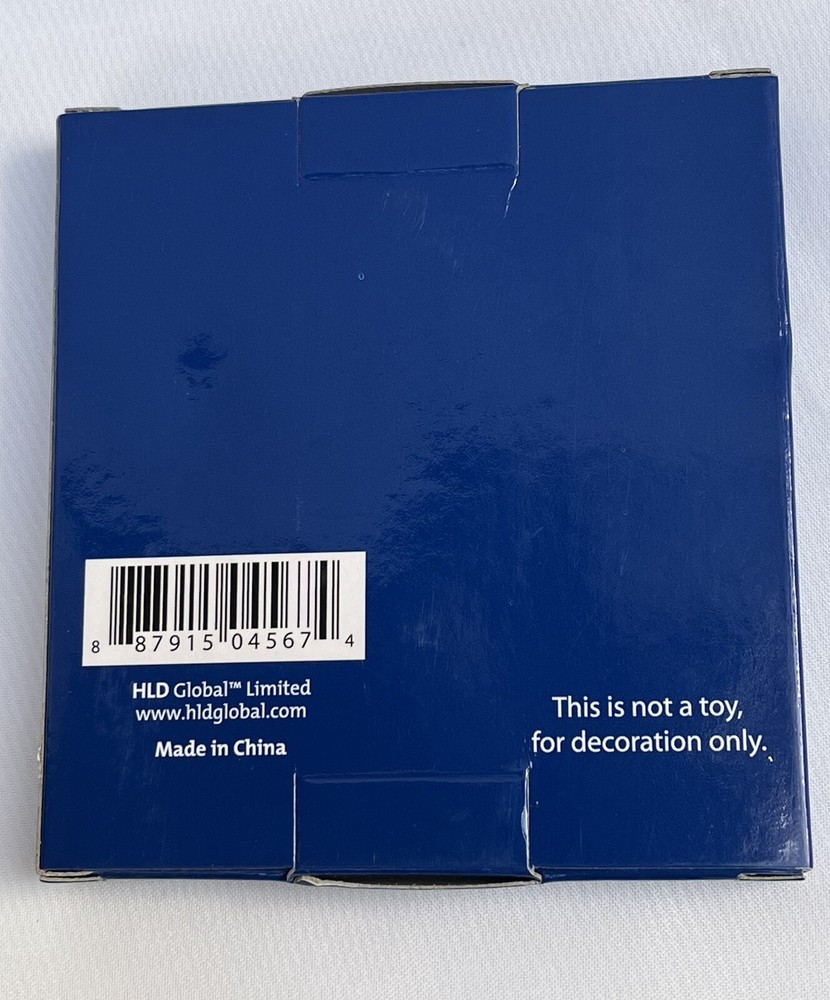 8 87915 04567 4
HLD Global™ Limited
www.hldglobal.com
Made in China
This is not a toy,
for decoration only.